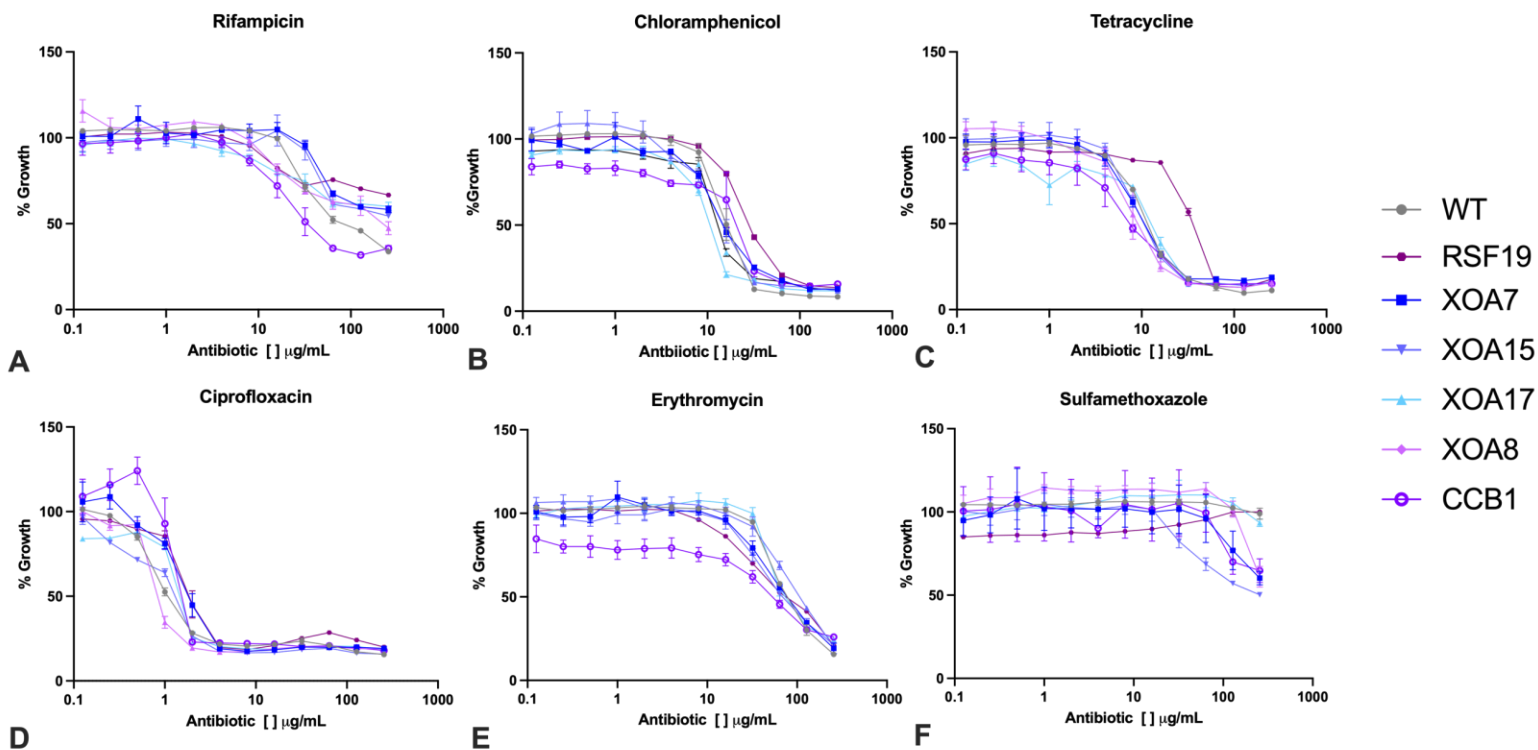 Rifampicin
150
100
50
0
% Growth
0.1 1 10 100 1000
Antibiotic [ ] μg/mL
A
Chloramphenicol
150
100
50
0
%Growth
0.1 1 10 100 1000
Antbiiotic [ ] μg/mL
B
Tetracycline
150
100
50
0
% Growth
0.1 1 10 100 1000
Antibiotic [ ] μg/mL
C
Ciprofloxacin
150
100
50
0
% Growth
0.1 1 10 100 1000
Antibiotic [ ] μg/mL
D
Erythromycin
150
100
50
0
% Growth
0.1 1 10 100 1000
Antibiotic [ ] μg/mL
E
Sulfamethoxazole
150
100
50
0
% Growth
0.1 1 10 100 1000
Antibiotic [ ] μg/mL
F
WT
RSF19
XOA7
XOA15
XOA17
XOA8
CCB1